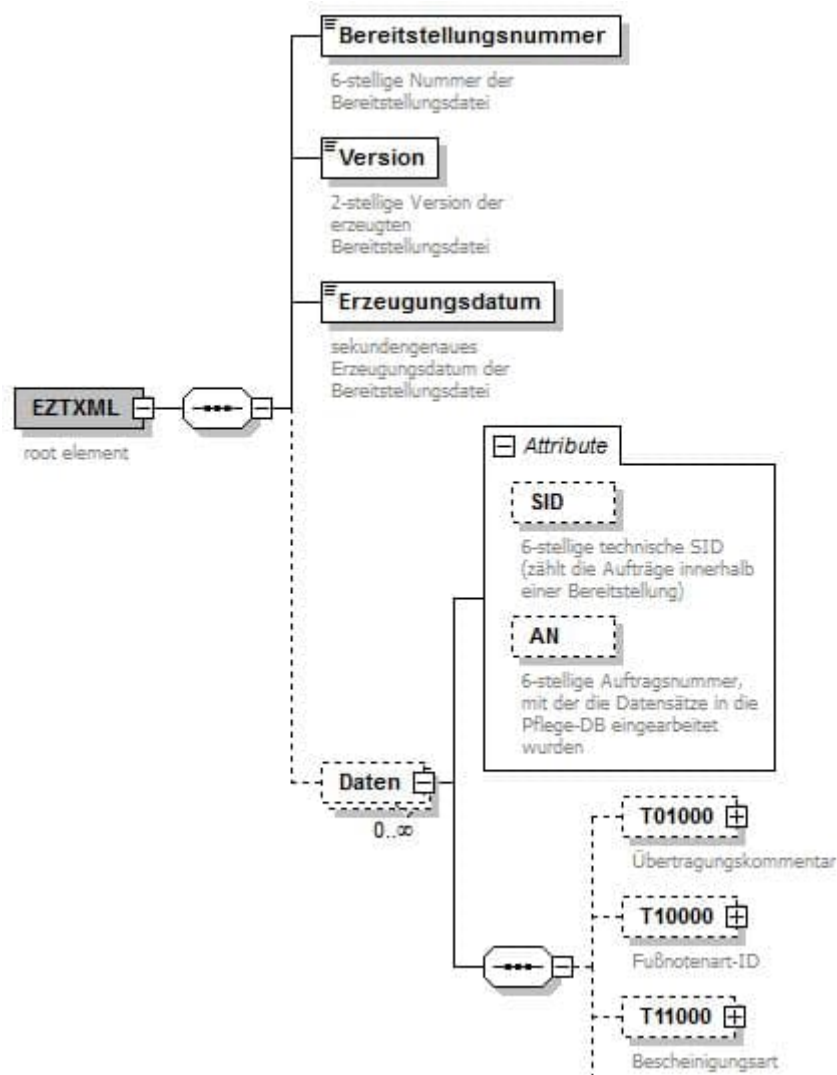 Bereitstellungsnummer
6-stellige Nummer der
Bereitstellungsdatei
Version
2-stellige Version der
erzeugten
Bereitstellungsdatei
Erzeugungsdatum
sekundengenaues
Erzeugungsdatum der
Bereitstellungsdatei
EZTXML
root element
Attribute
SID
6-stellige technische SID
(zählt die Aufträge innerhalb
einer Bereitstellung)
AN
6-stellige Auftragsnummer,
mit der die Datensätze in die
Pflege-DB eingearbeitet
wurden
Daten
0..∞
T01000
Übertragungskommentar
T10000
Fußnotenart-ID
T11000
Bescheinigungsart